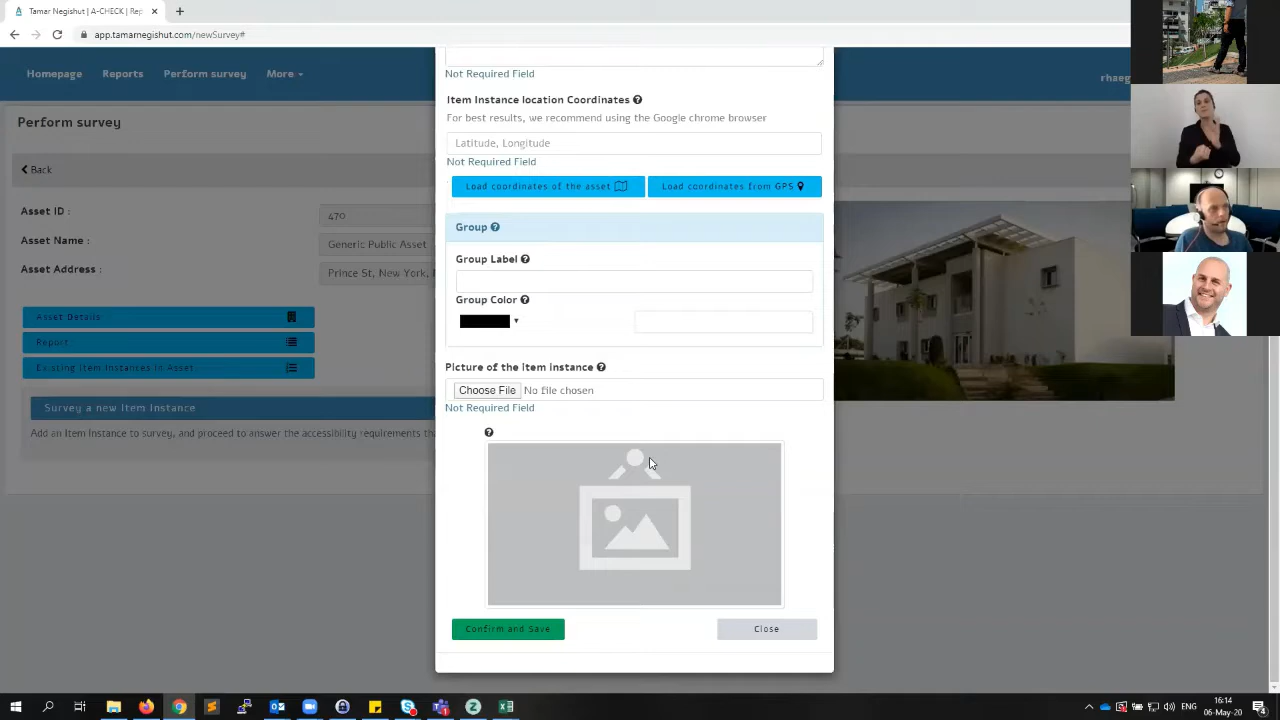 Tamar Negishut | A-CHECK | Rep
app.tamarnegishut.com/newSurvey#
Homepage
Reports
Perform survey
More
rhaeg
Perform survey
Back
Asset ID :
470
Asset Name :
Generic Public Asset
Asset Address :
Prince St, New York,
Asset Details
Report
Existing Item Instances in Asset
Survey a new Item Instance
Add an Item Instance to survey, and proceed to answer the accessibility requirements
Not Required Field
Item Instance location Coordinates
For best results, we recommend using the Google chrome browser
Latitude, Longitude
Not Required Field
Load coordinates of the asset
Load coordinates from GPS
Group
Group Label
Group Color
Picture of the item instance
Choose File No file chosen
Not Required Field
Confirm and Save
Close
16:14
ENG
06-May-20